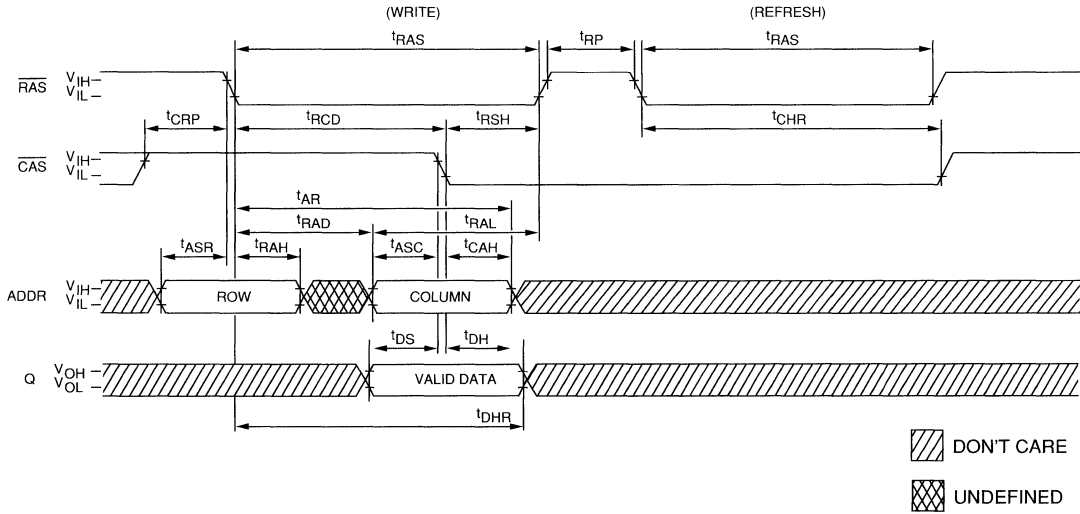 (WRITE) (REFRESH)
tRAS tRP tRAS
RAS VIH
VIL
tCRP tRCD tRSH tCHR
CAS VIH
VIL
tAR
tRAD tRAL
tASR tRAH tASC tCAH
ADDR VIH
VIL
ROW COLUMN
tDS tDH
Q VOH
VOL
VALID DATA
tDHR
DON'T CARE
UNDEFINED